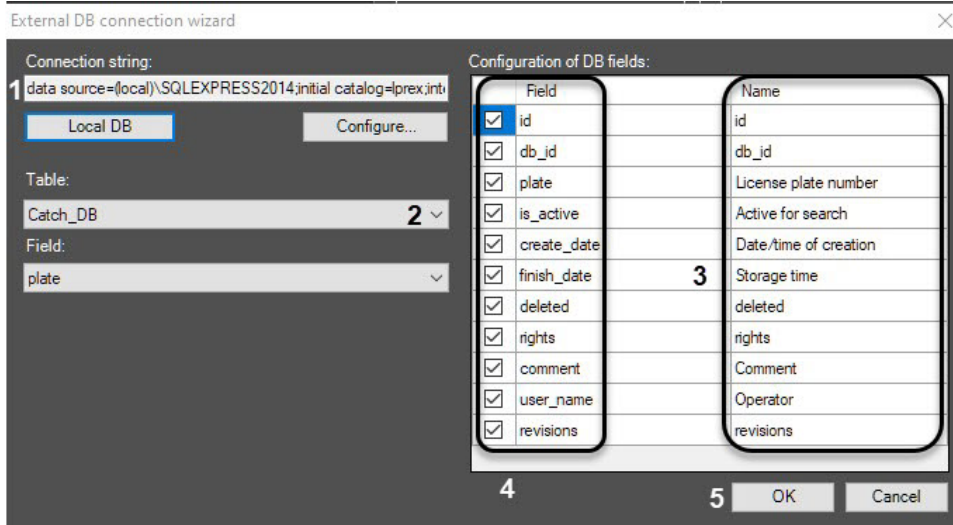 External DB connection wizard
Connection string:
1 data source=(local)\SQLEXPRESS2014;initial catalog=lprex;inte
Local DB Configure...
Table:
Catch_DB 2
Field:
plate
Configuration of DB fields:
Field Name
id id
db_id db_id
plate License plate number
is_active Active for search
create_date Date/time of creation
finish_date 3 Storage time
deleted deleted
rights rights
comment Comment
user_name Operator
revisions revisions
4
5 OK Cancel